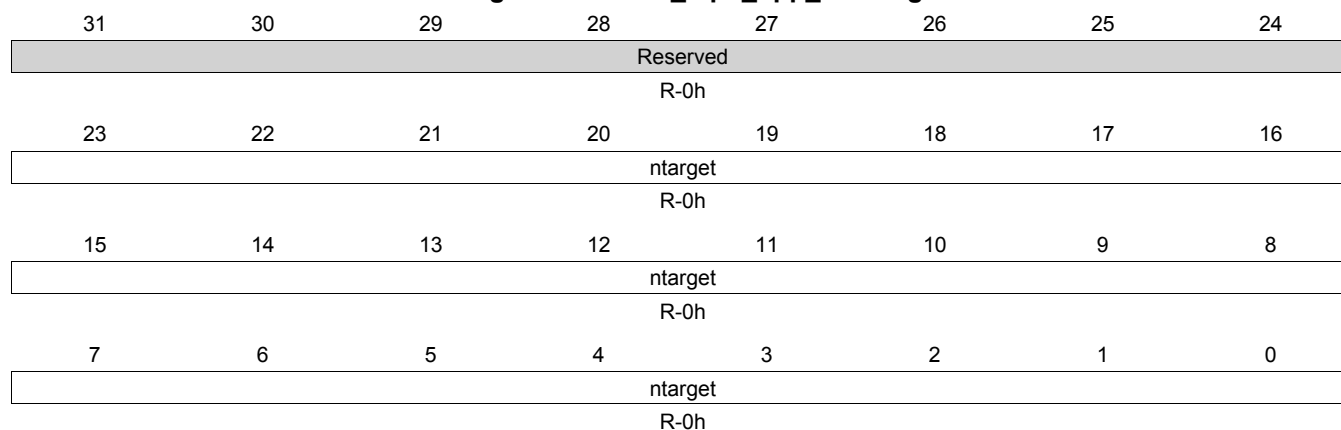 31 30 29 28 27 26 25 24
Reserved
R-0h
23 22 21 20 19 18 17 16
ntarget
R-0h
15 14 13 12 11 10 9 8
ntarget
R-0h
7 6 5 4 3 2 1 0
ntarget
R-0h